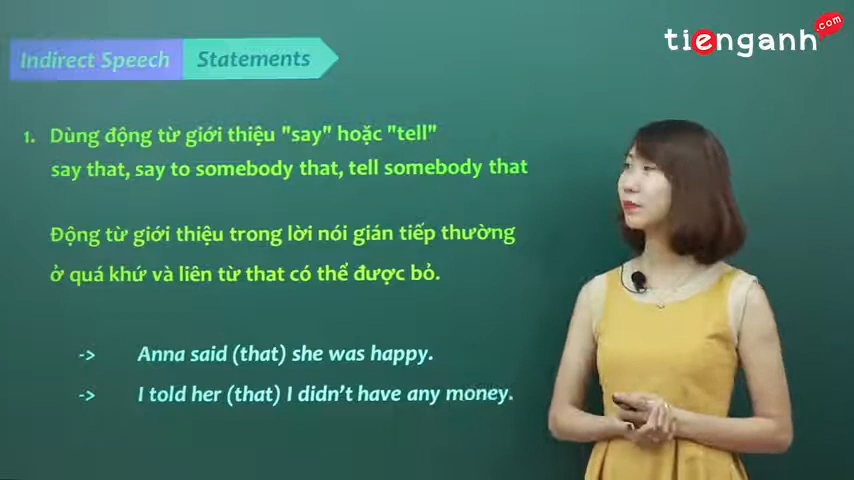 tienganh.com
Indirect Speech Statements
1. Dùng động từ giới thiệu "say" hoặc "tell"
say that, say to somebody that, tell somebody that
Động từ giới thiệu trong lời nói gián tiếp thường
ở quá khứ và liên từ that có thể được bỏ.
-> Anna said (that) she was happy.
-> I told her (that) I didn't have any money.